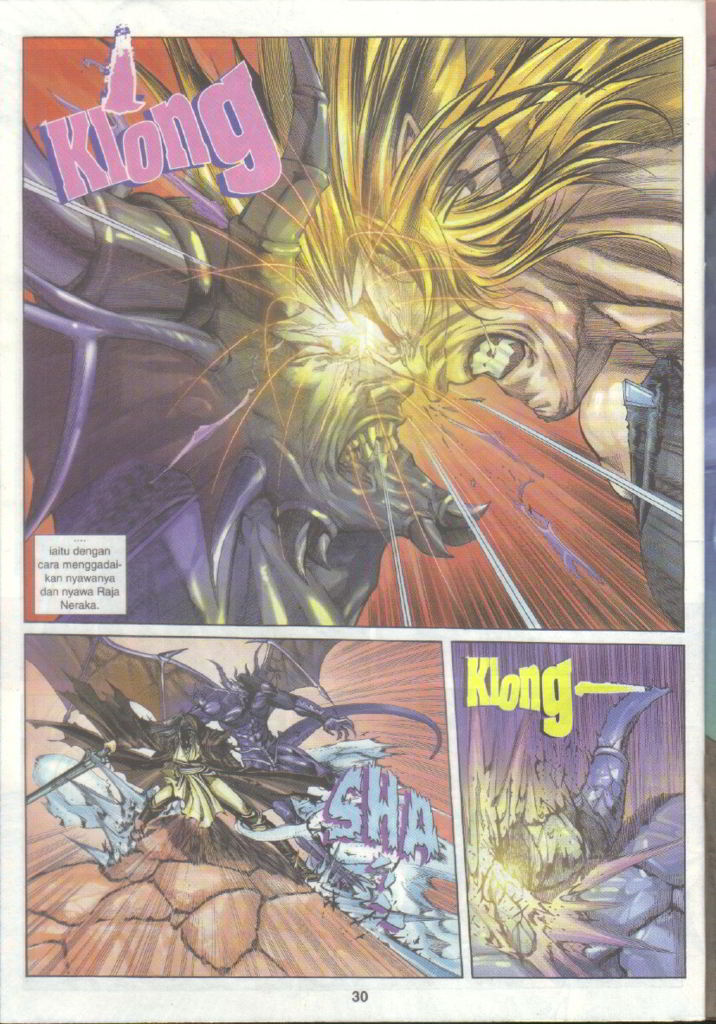 Klong
....
iaitu dengan
cara menggadai-
kan nyawanya
dan nyawa Raja
Neraka.
SHA
Klong
30